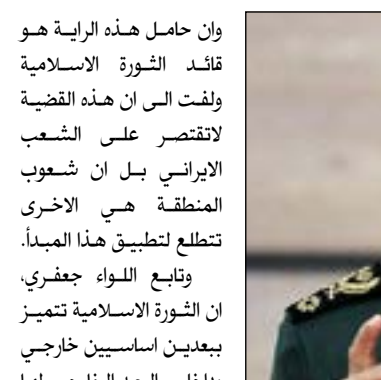 وان حامل هذه الراية هو
قائد الثورة الاسلامية
ولفت الى ان هذه القضية
لاتقتصر على الشعب
الايراني بل ان شعوب
المنطقة هي الاخرى
تتطلع لتطبيق هذا المبدأ.
وتابع اللواء جعفري،
ان الثورة الاسلامية تتميز
ببعدين اساسيين خارجي